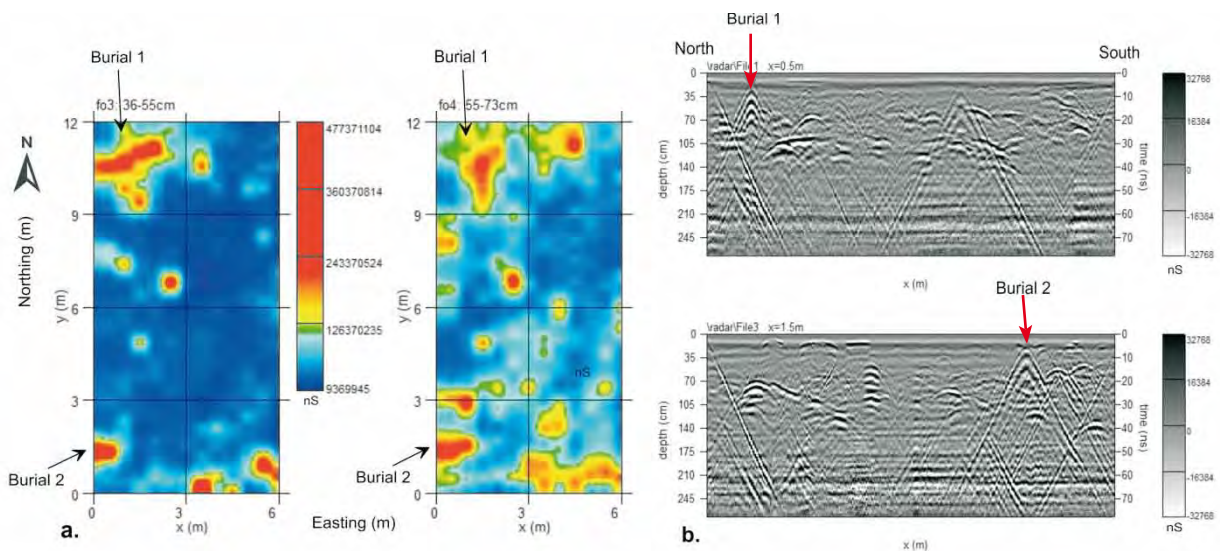 Burial 1
fo3: 36-55cm
12
N
9
6
3
0
Northing (m)
y (m)
Burial 2
0
3
6
x (m)
a.
477371104
360370814
243370524
126370235
9369945
nS
Easting (m)
Burial 1
fo4: 55-73cm
12
9
6
3
0
y (m)
nS
Burial 2
0
3
6
x (m)
Burial 1
North
South
\radar\File1 x=0.5m
0
35
70
105
140
175
210
245
depth (cm)
0
10
20
30
40
50
60
70
time (ns)
x (m)
32768
16384
0
-16384
-32768
nS
Burial 2
\radar\File3 x=1.5m
0
35
70
105
140
175
210
245
depth (cm)
0
10
20
30
40
50
60
70
time (ns)
x (m)
32768
16384
0
-16384
-32768
nS
b.